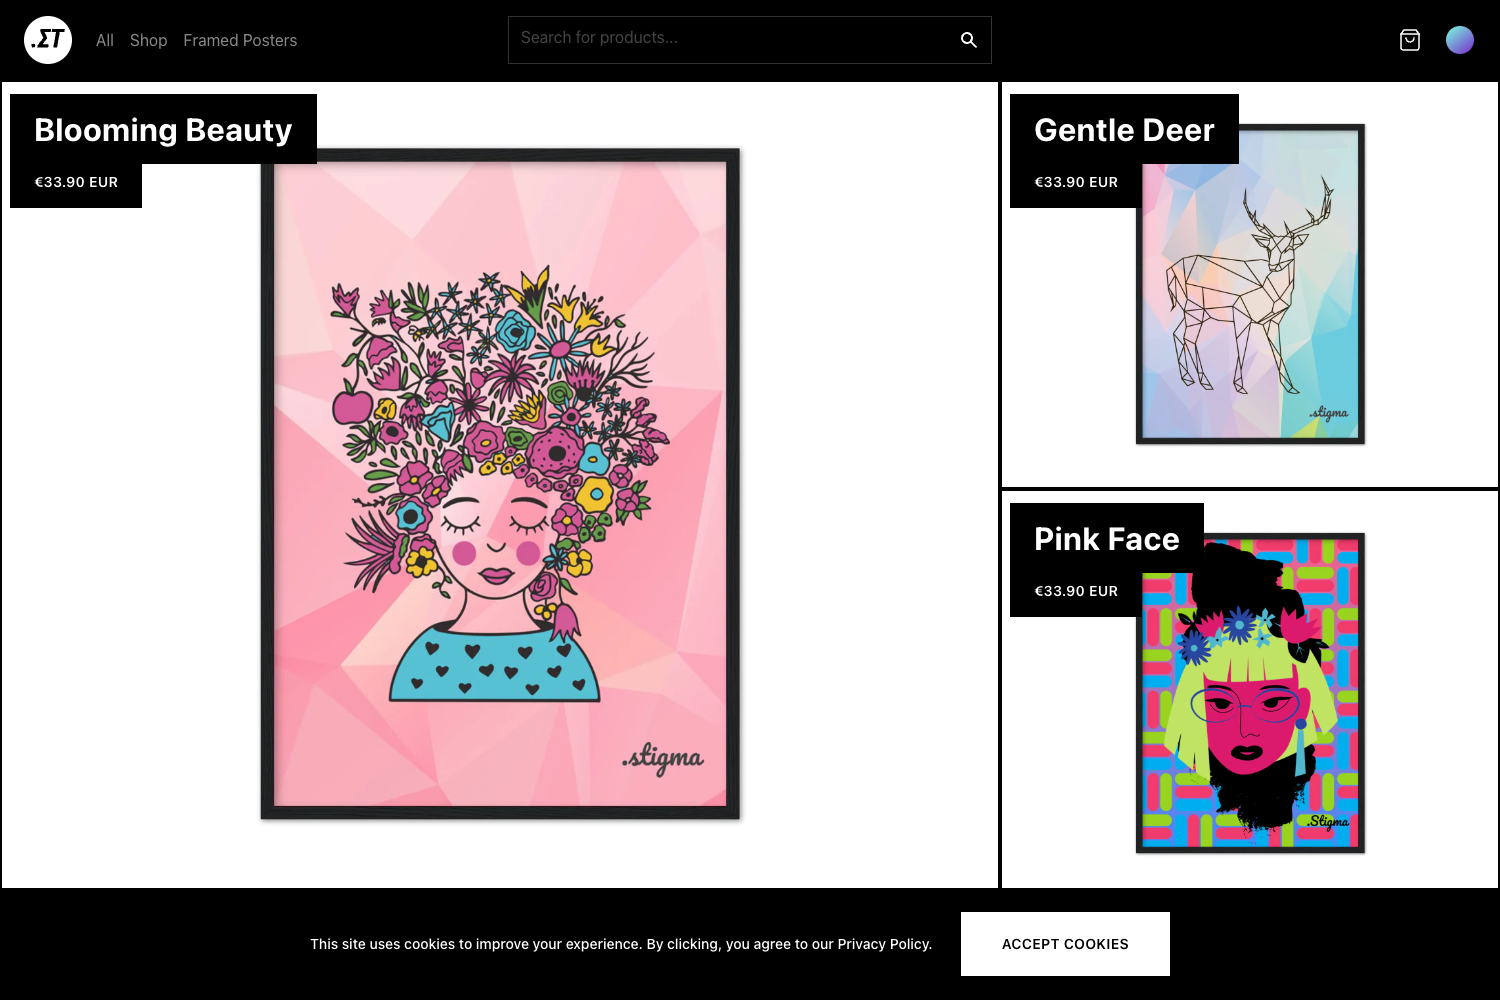 .ΣT
All
Shop
Framed Posters
Search for products...
Blooming Beauty
€33.90 EUR
.stigma
Gentle Deer
€33.90 EUR
.stigma
Pink Face
€33.90 EUR
.Stigma
This site uses cookies to improve your experience. By clicking, you agree to our Privacy Policy.
ACCEPT COOKIES